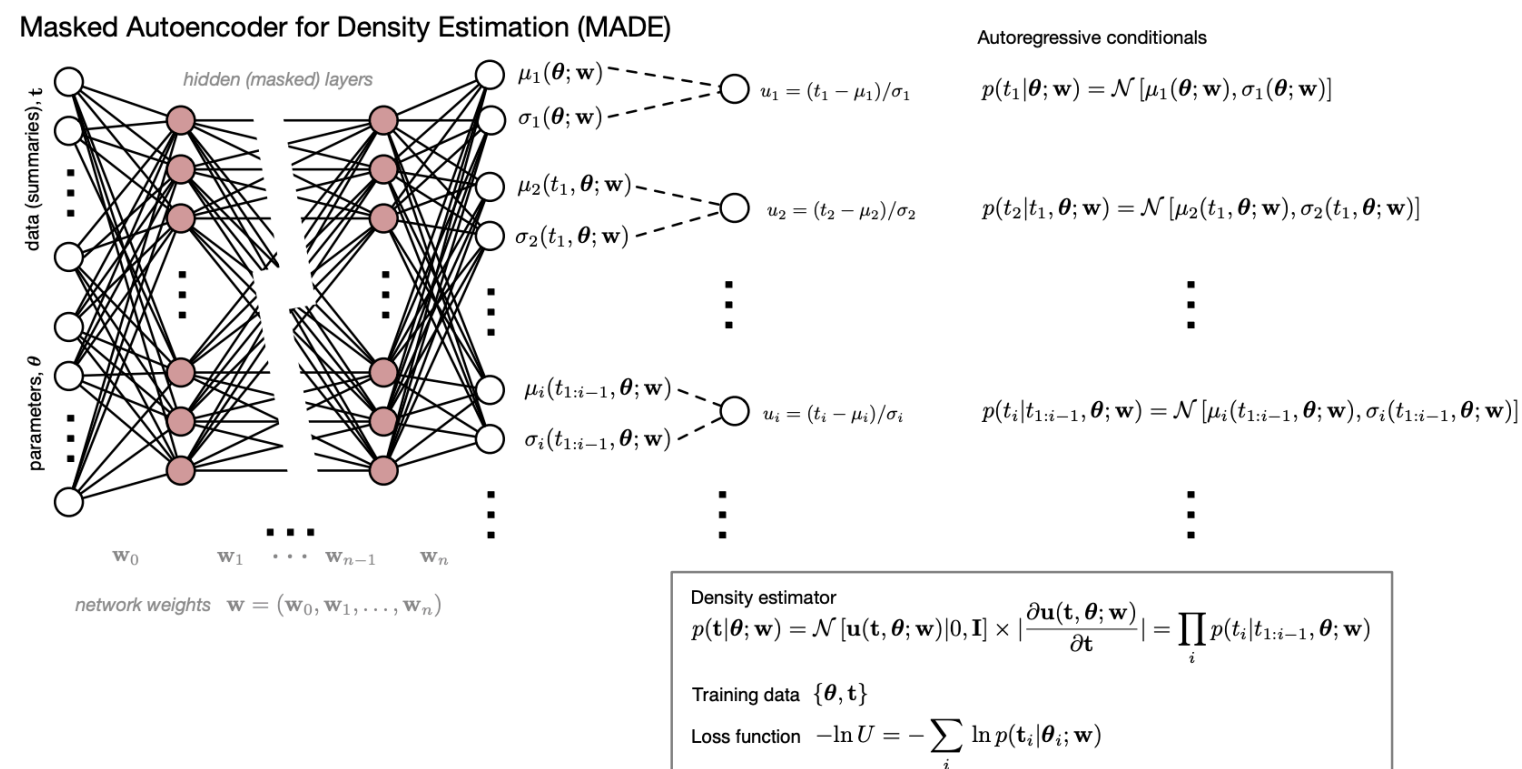 Masked Autoencoder for Density Estimation (MADE)
Autoregressive conditionals
hidden (masked) layers
data (summaries), t
parameters, θ
μ₁(θ; w)
σ₁(θ; w)
u₁ = (t₁ − μ₁)/σ₁
p(t₁|θ; w) = 𝒩 [μ₁(θ; w), σ₁(θ; w)]
μ₂(t₁, θ; w)
σ₂(t₁, θ; w)
u₂ = (t₂ − μ₂)/σ₂
p(t₂|t₁, θ; w) = 𝒩 [μ₂(t₁, θ; w), σ₂(t₁, θ; w)]
μᵢ(t₁:ᵢ₋₁, θ; w)
σᵢ(t₁:ᵢ₋₁, θ; w)
uᵢ = (tᵢ − μᵢ)/σᵢ
p(tᵢ|t₁:ᵢ₋₁, θ; w) = 𝒩 [μᵢ(t₁:ᵢ₋₁, θ; w), σᵢ(t₁:ᵢ₋₁, θ; w)]
w₀ w₁ ··· wₙ₋₁ wₙ
network weights w = (w₀, w₁, . . . , wₙ)
Density estimator
p(t|θ; w) = 𝒩 [u(t, θ; w)|0, I] × |∂u(t, θ; w)/∂t| = ∏ᵢ p(tᵢ|t₁:ᵢ₋₁, θ; w)
Training data {θ, t}
Loss function −ln U = − ∑ᵢ ln p(tᵢ|θᵢ; w)